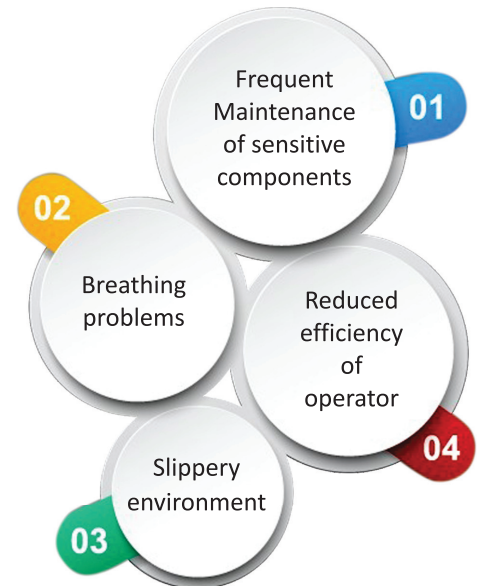 Frequent
Maintenance
of sensitive
components
01
02
Breathing
problems
Reduced
efficiency
of
operator
04
Slippery
environment
03